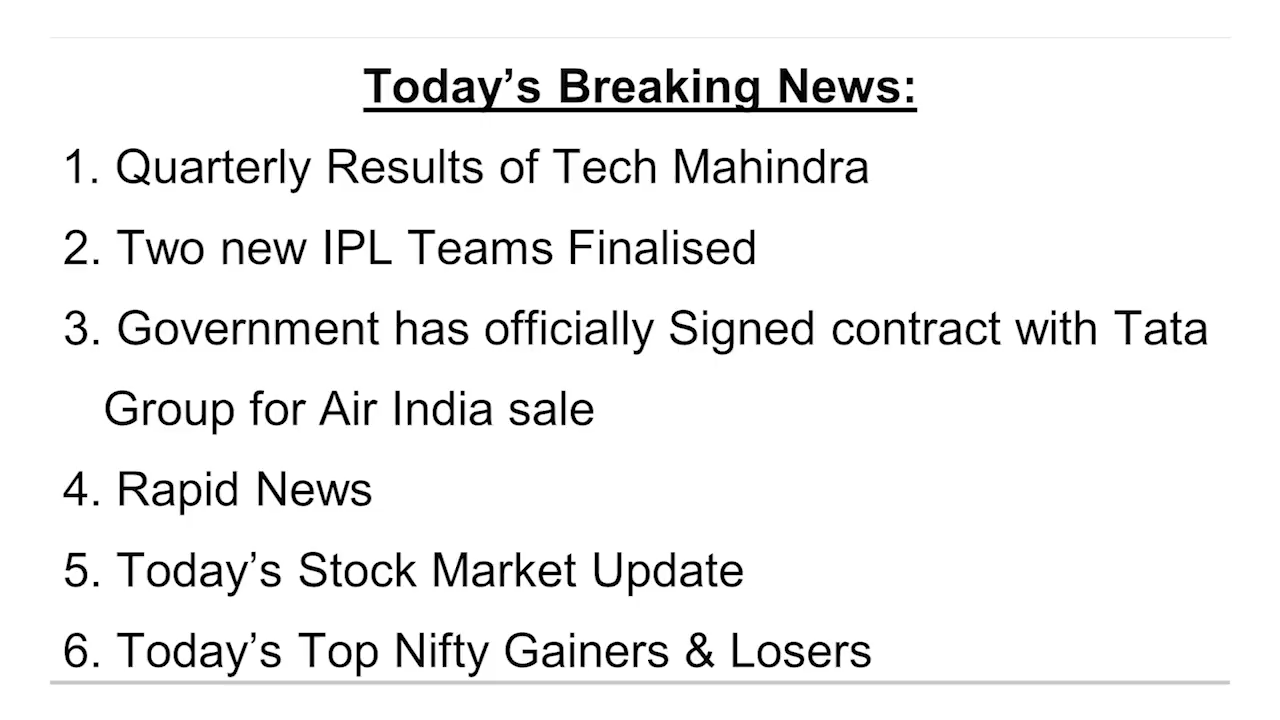 Today’s Breaking News:
1. Quarterly Results of Tech Mahindra
2. Two new IPL Teams Finalised
3. Government has officially Signed contract with Tata
Group for Air India sale
4. Rapid News
5. Today’s Stock Market Update
6. Today’s Top Nifty Gainers & Losers